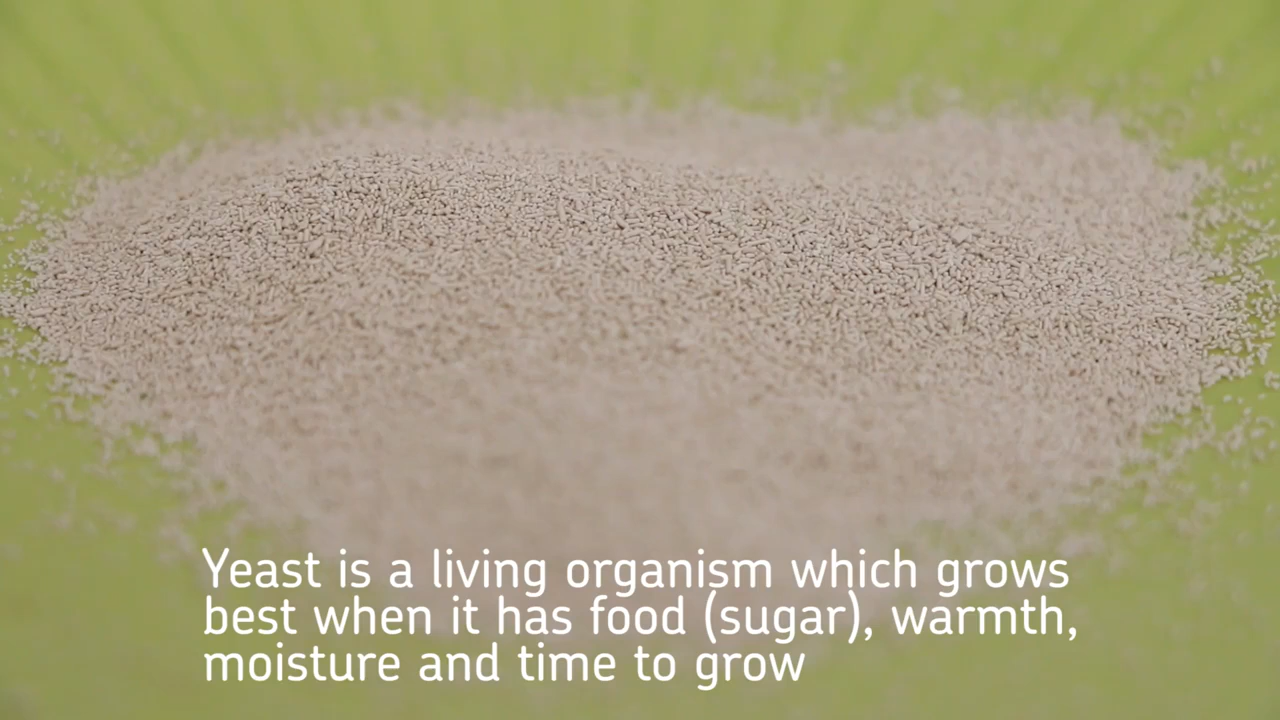 Yeast is a living organism which grows
best when it has food (sugar), warmth,
moisture and time to grow